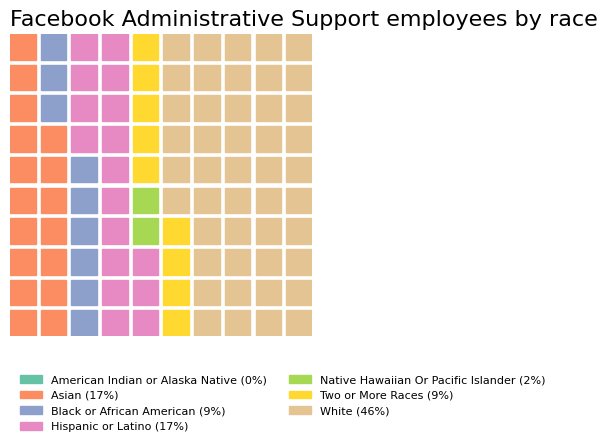 Facebook Administrative Support employees by race
American Indian or Alaska Native (0%)
Asian (17%)
Black or African American (9%)
Hispanic or Latino (17%)
Native Hawaiian Or Pacific Islander (2%)
Two or More Races (9%)
White (46%)